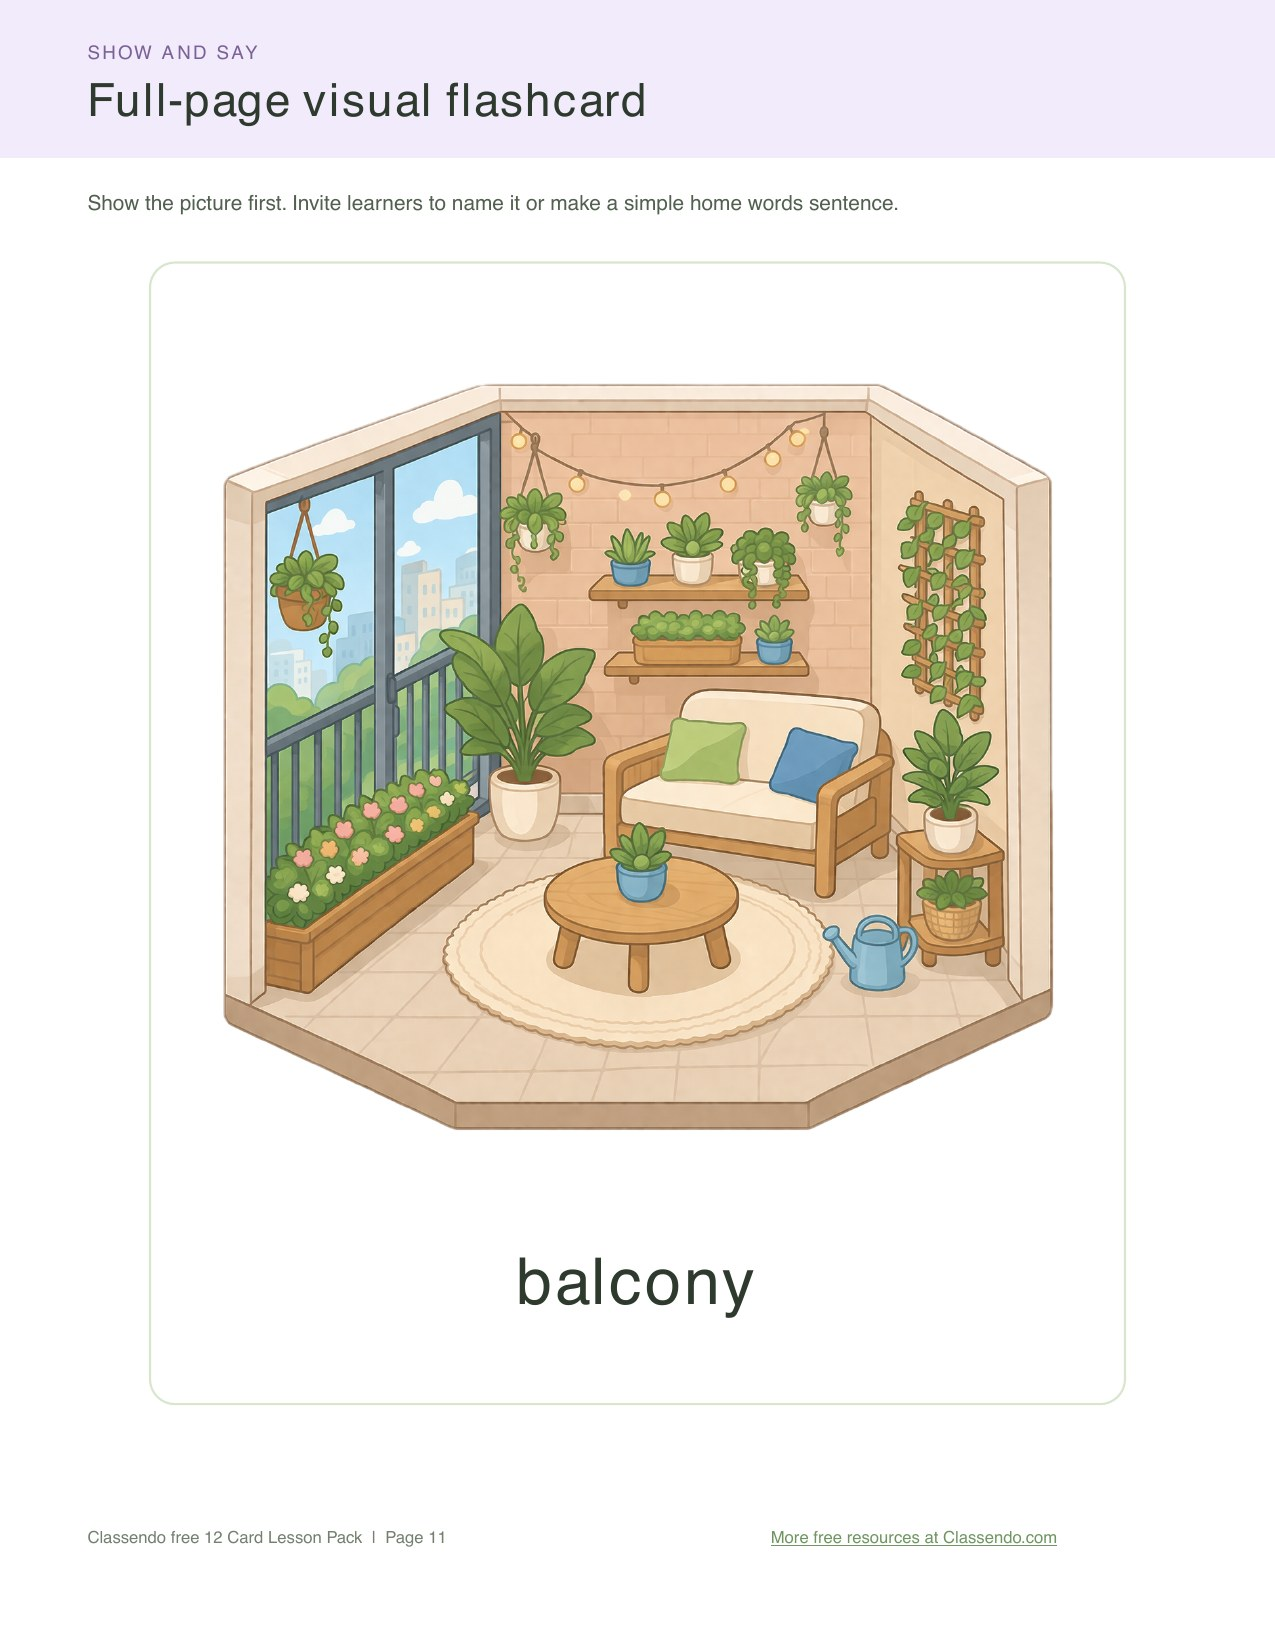 SHOW AND SAY
Full-page visual flashcard
Show the picture first. Invite learners to name it or make a simple home words sentence.
balcony
Classendo free 12 Card Lesson Pack | Page 11
More free resources at Classendo.com